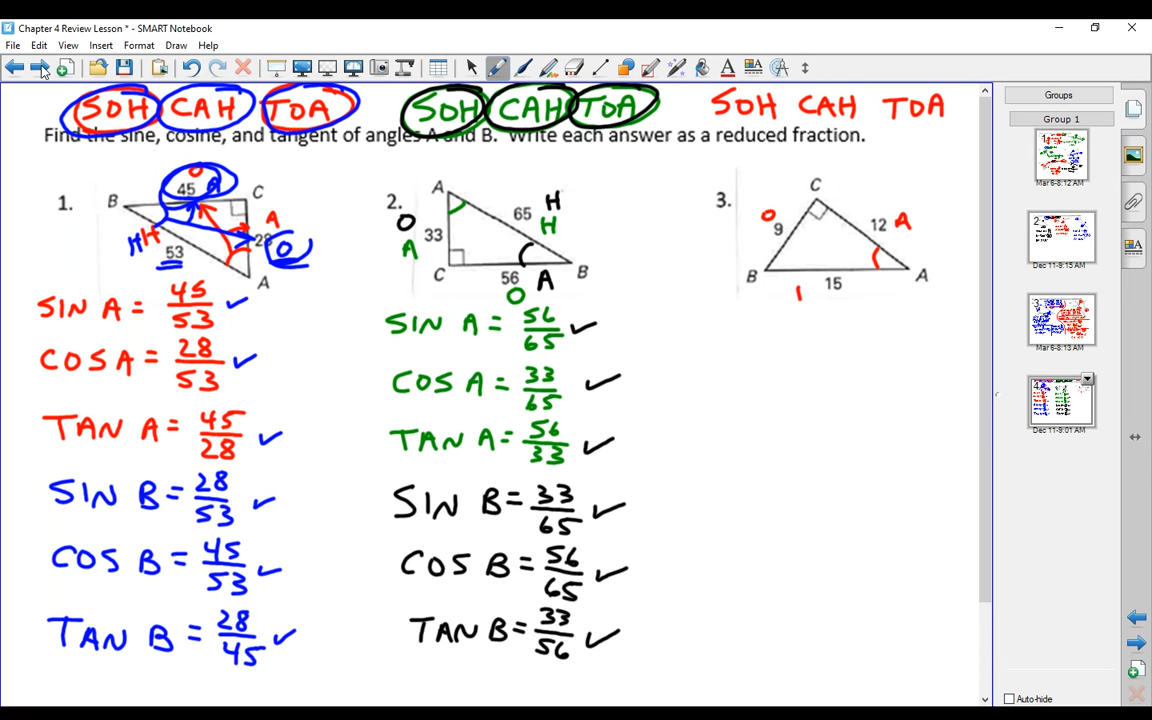 Chapter 4 Review Lesson * - SMART Notebook
File Edit View Insert Format Draw Help
SOH CAH TOA SOH CAH TOA SOH CAH TOA
Find the sine, cosine, and tangent of angles A and B. Write each answer as a reduced fraction.
1. B 45 O A C A 28 O H H 53 A
2. A O A 33 65 H H C 56 A O B
3. C O 9 12 A B 15 A
SIN A = 45/53
COS A = 28/53
TAN A = 45/28
SIN B = 28/53
COS B = 45/53
TAN B = 28/45
SIN A = 56/65
COS A = 33/65
TAN A = 56/33
SIN B = 33/65
COS B = 56/65
TAN B = 33/56
Groups
Group 1
Mar 6-8:12 AM
2
Dec 11-9:15 AM
3
Mar 6-8:13 AM
4
Dec 11-9:01 AM
Auto-hide